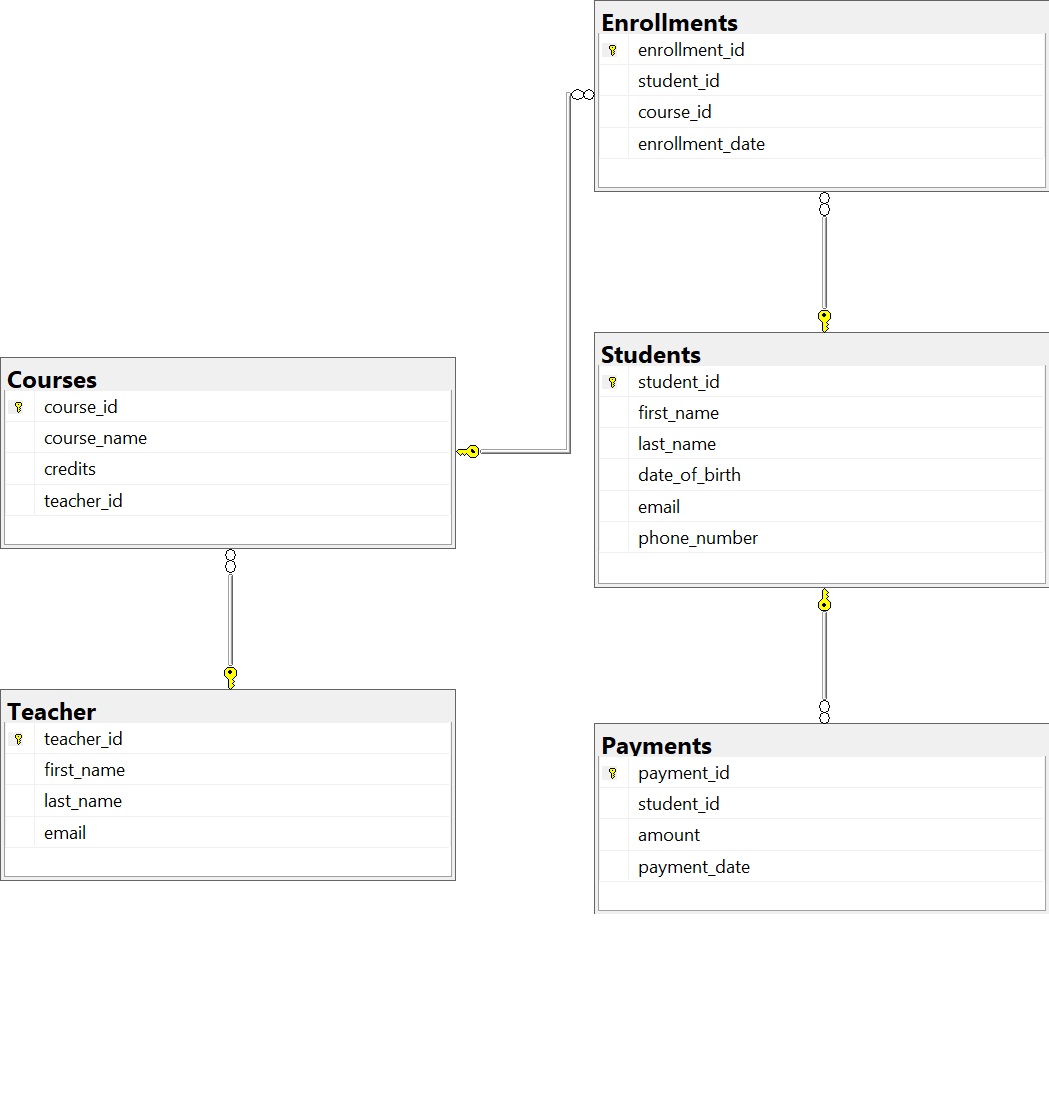 Enrollments
enrollment_id
student_id
course_id
enrollment_date
Students
student_id
first_name
last_name
date_of_birth
email
phone_number
Courses
course_id
course_name
credits
teacher_id
Teacher
teacher_id
first_name
last_name
email
Payments
payment_id
student_id
amount
payment_date